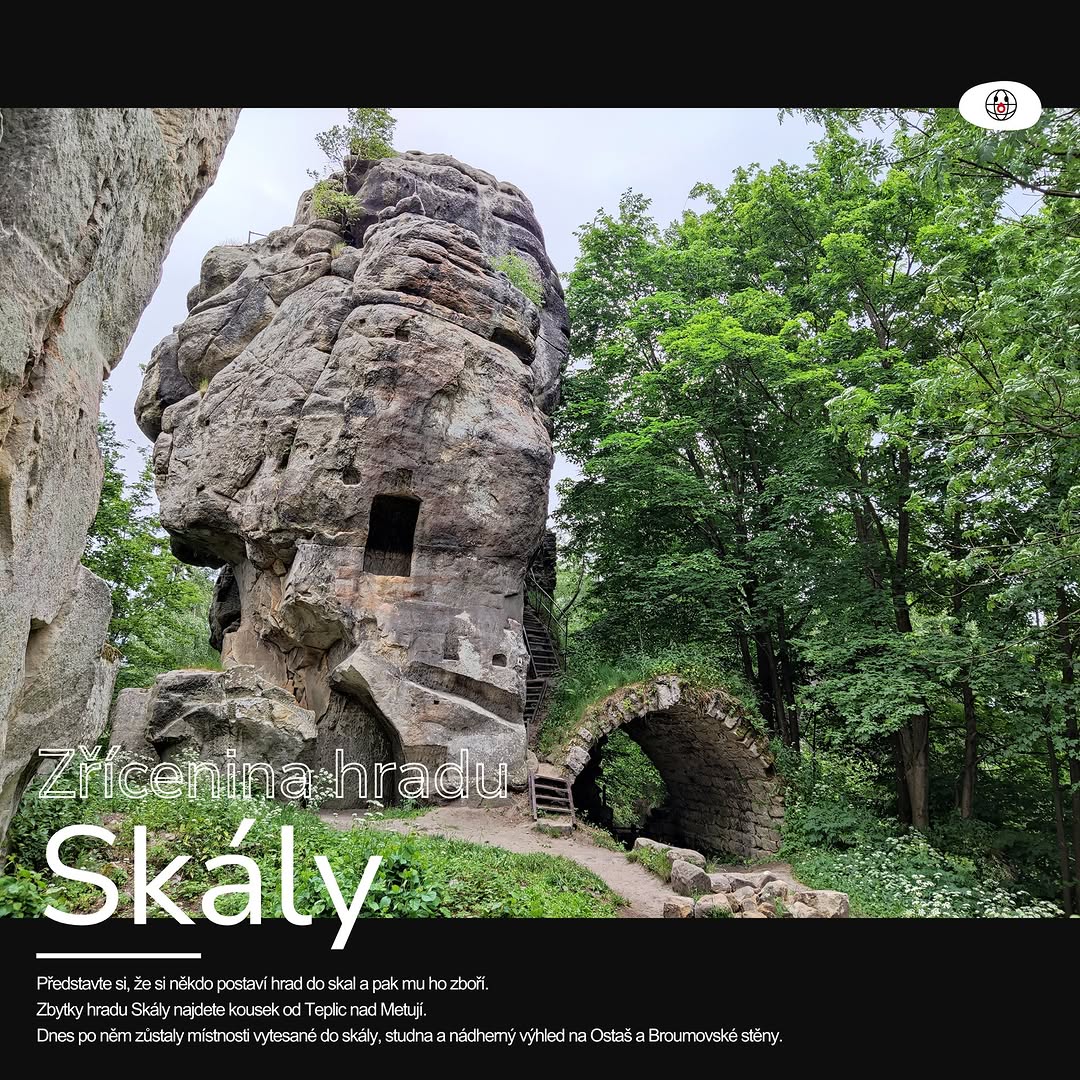 Zřícenina hradu
Skály
Představte si, že si někdo postaví hrad do skal a pak mu ho zboří.
Zbytky hradu Skály najdete kousek od Teplic nad Metují.
Dnes po něm zůstaly místnosti vytesané do skály, studna a nádherný výhled na Ostaš a Broumovské stěny.